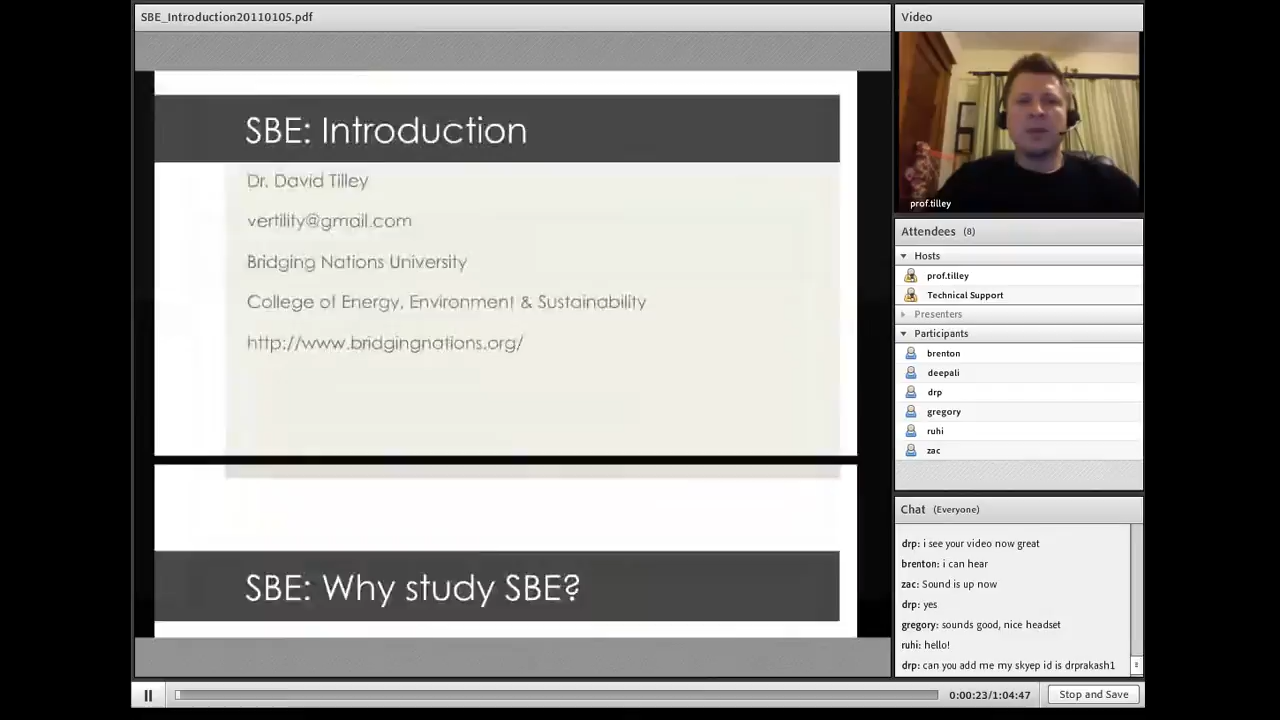 SBE_Introduction20110105.pdf
SBE: Introduction
Dr. David Tilley
vertility@gmail.com
Bridging Nations University
College of Energy, Environment & Sustainability
http://www.bridgingnations.org/
SBE: Why study SBE?
Video
prof.tilley
Attendees (8)
Hosts
prof.tilley
Technical Support
Presenters
Participants
brenton
deepali
drp
gregory
ruhi
zac
Chat (Everyone)
drp: i see your video now great
brenton: i can hear
zac: Sound is up now
drp: yes
gregory: sounds good, nice headset
ruhi: hello!
drp: can you add me my skyep id is drprakash1
0:00:23/1:04:47
Stop and Save